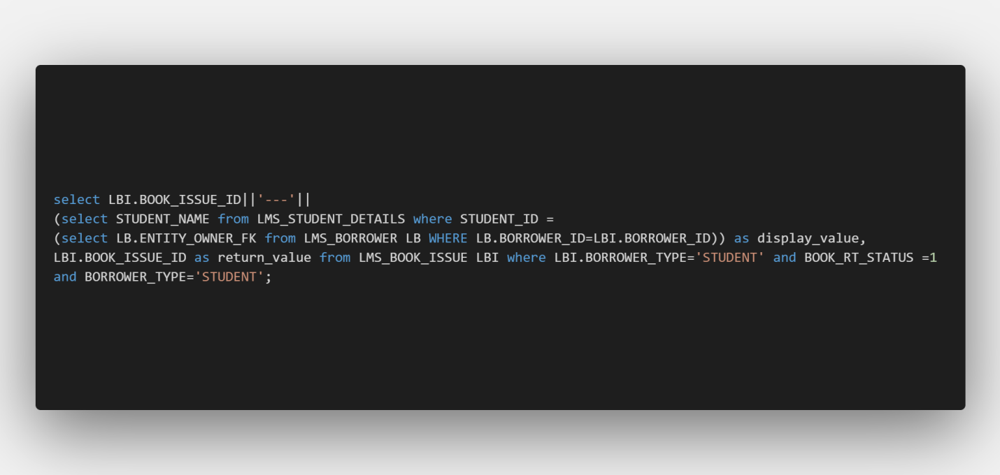 select LBI.BOOK_ISSUE_ID||'---'||
(select STUDENT_NAME from LMS_STUDENT_DETAILS where STUDENT_ID =
(select LB.ENTITY_OWNER_FK from LMS_BORROWER LB WHERE LB.BORROWER_ID=LBI.BORROWER_ID)) as display_value,
LBI.BOOK_ISSUE_ID as return_value from LMS_BOOK_ISSUE LBI where LBI.BORROWER_TYPE='STUDENT' and BOOK_RT_STATUS =1
and BORROWER_TYPE='STUDENT';